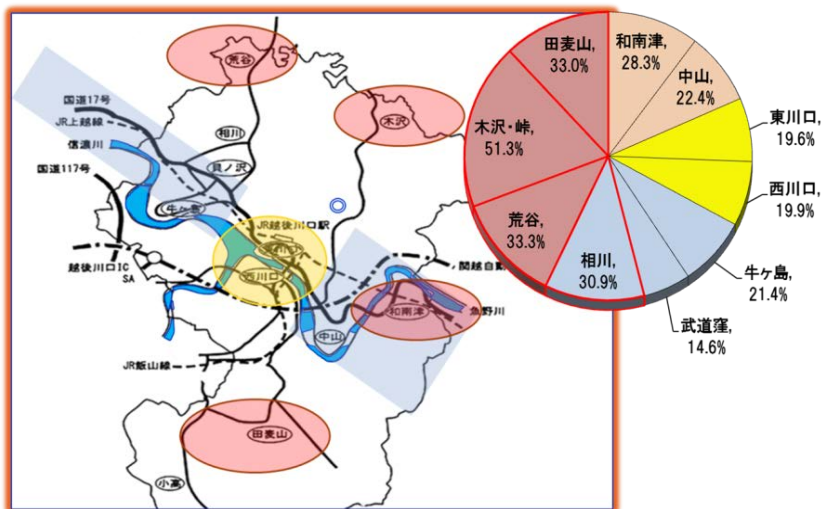 荒谷
国道17号
JR上越線
信濃川
相川
木沢
貝ノ沢
国道117号
牛ヶ島
JR越後川口駅
東川口
西川口
越後川口IC
SA
関越自動
和南津
魚野川
中山
JR飯山線
田麦山
小高
田麦山,
33.0%
和南津,
28.3%
中山,
22.4%
東川口,
19.6%
西川口,
19.9%
牛ヶ島,
21.4%
武道窪,
14.6%
相川,
30.9%
荒谷,
33.3%
木沢・峠,
51.3%